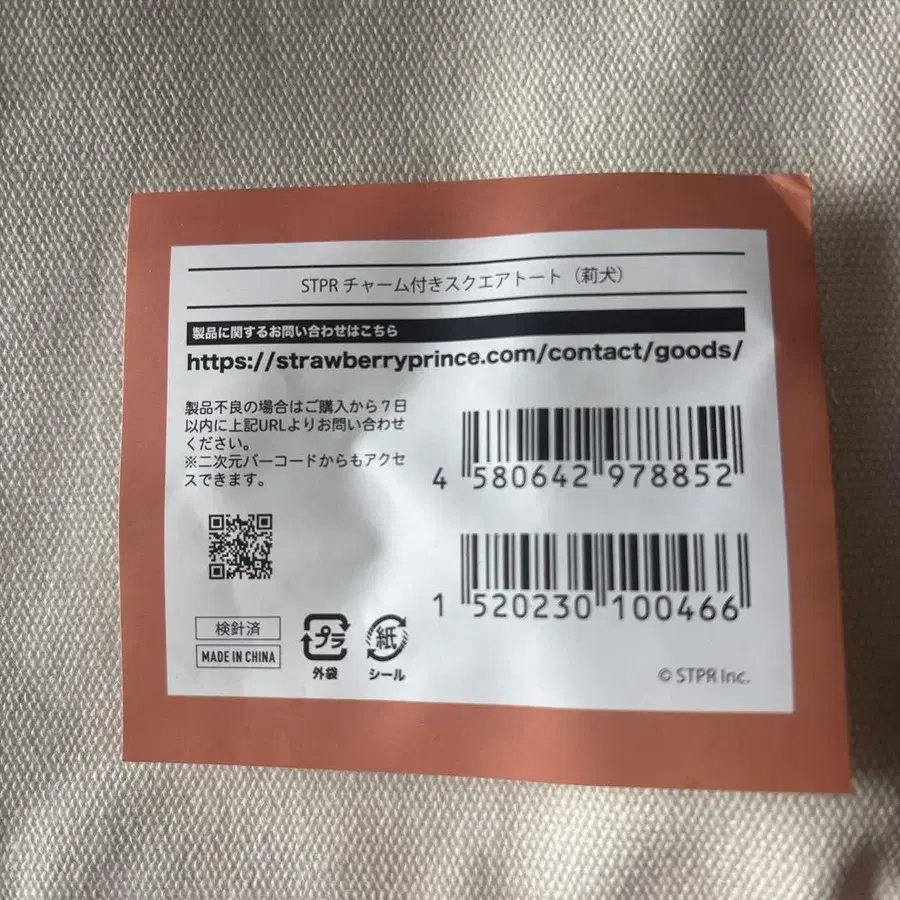 STPR チャーム付きスクエアトート（莉犬）
製品に関するお問い合わせはこちら
https://strawberryprince.com/contact/goods/
製品不良の場合はご購入から７日
以内に上記URLよりお問い合わせ
ください。
※二次元バーコードからもアクセ
スできます。
4 580642 978852
1 520230 100466
検針済
MADE IN CHINA
プラ
外袋
紙
シール
© STPR Inc.